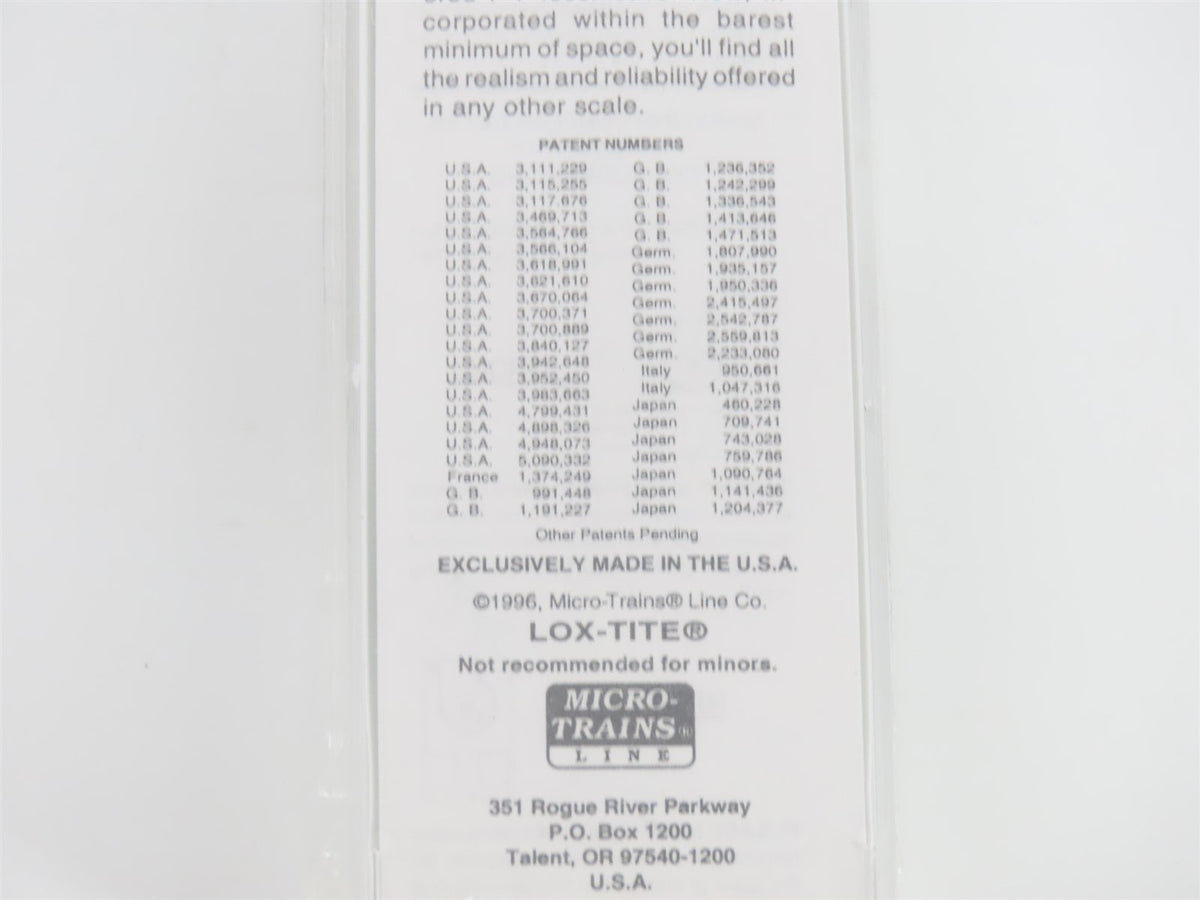 corporated within the barest
minimum of space, you'll find all
the realism and reliability offered
in any other scale.
PATENT NUMBERS
U.S.A. 3,111,229 G. B. 1,236,352
U.S.A. 3,115,255 G. B. 1,242,299
U.S.A. 3,117,676 G. B. 1,336,543
U.S.A. 3,469,713 G. B. 1,413,646
U.S.A. 3,564,766 G. B. 1,471,513
U.S.A. 3,566,104 Germ. 1,807,990
U.S.A. 3,618,991 Germ. 1,935,157
U.S.A. 3,621,610 Germ. 1,950,336
U.S.A. 3,670,064 Germ. 2,415,497
U.S.A. 3,700,371 Germ. 2,542,787
U.S.A. 3,700,889 Germ. 2,559,813
U.S.A. 3,840,127 Germ. 2,233,080
U.S.A. 3,942,648 Italy 950,661
U.S.A. 3,952,450 Italy 1,047,316
U.S.A. 3,983,663 Japan 460,228
U.S.A. 4,799,431 Japan 709,741
U.S.A. 4,898,326 Japan 743,028
U.S.A. 4,948,073 Japan 759,786
U.S.A. 5,090,332 Japan 1,090,764
France 1,374,249 Japan 1,141,436
G. B. 991,448 Japan 1,204,377
G. B. 1,191,227
Other Patents Pending
EXCLUSIVELY MADE IN THE U.S.A.
©1996, Micro-Trains® Line Co.
LOX-TITE®
Not recommended for minors.
MICRO-
TRAINS®
LINE
351 Rogue River Parkway
P.O. Box 1200
Talent, OR 97540-1200
U.S.A.